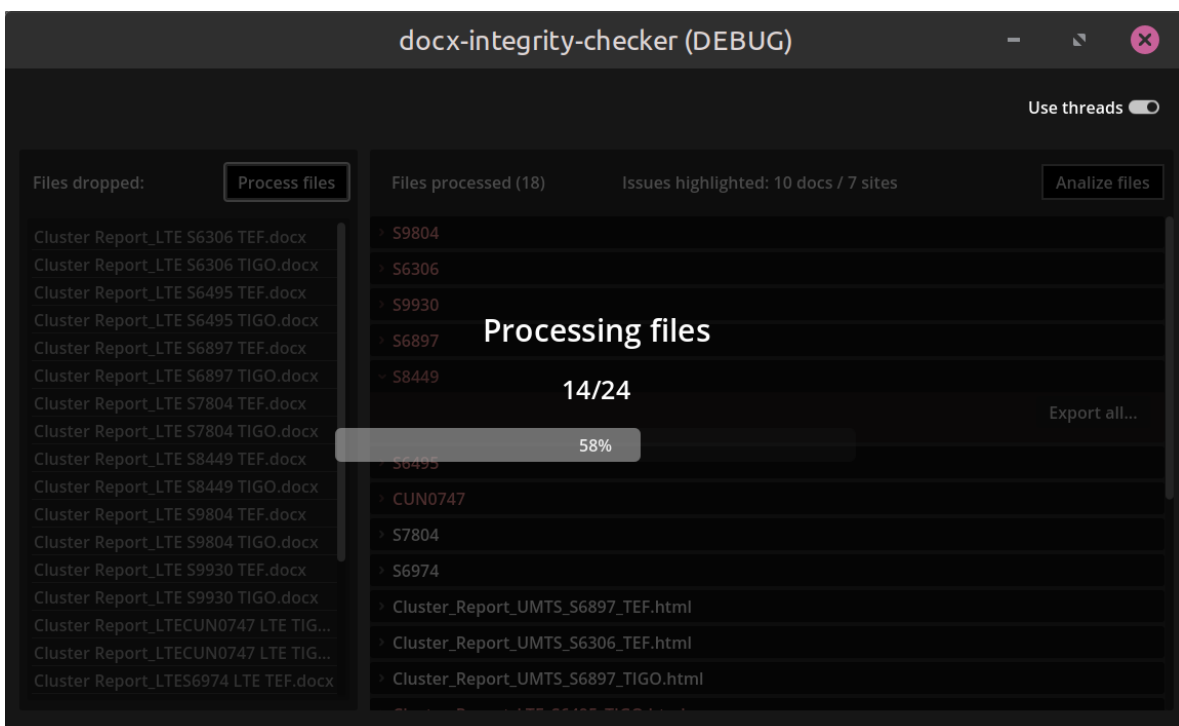 docx-integrity-checker (DEBUG)
Use threads
Files dropped:
Process files
Cluster Report_LTE S6306 TEF.docx
Cluster Report_LTE S6306 TIGO.docx
Cluster Report_LTE S6495 TEF.docx
Cluster Report_LTE S6495 TIGO.docx
Cluster Report_LTE S6897 TEF.docx
Cluster Report_LTE S6897 TIGO.docx
Cluster Report_LTE S7804 TEF.docx
Cluster Report_LTE S7804 TIGO.docx
Cluster Report_LTE S8449 TEF.docx
Cluster Report_LTE S8449 TIGO.docx
Cluster Report_LTE S9804 TEF.docx
Cluster Report_LTE S9804 TIGO.docx
Cluster Report_LTE S9930 TEF.docx
Cluster Report_LTE S9930 TIGO.docx
Cluster Report_LTECUN0747 LTE TIG...
Cluster Report_LTECUN0747 LTE TIG...
Cluster Report_LTES6974 LTE TEF.docx
Files processed (18)
Issues highlighted: 10 docs / 7 sites
Analize files
S9804
S6306
S9930
S6897
S8449
Export all...
S6495
CUN0747
S7804
S6974
Cluster_Report_UMTS_S6897_TEF.html
Cluster_Report_UMTS_S6306_TEF.html
Cluster_Report_UMTS_S6897_TIGO.html
Processing files
14/24
58%